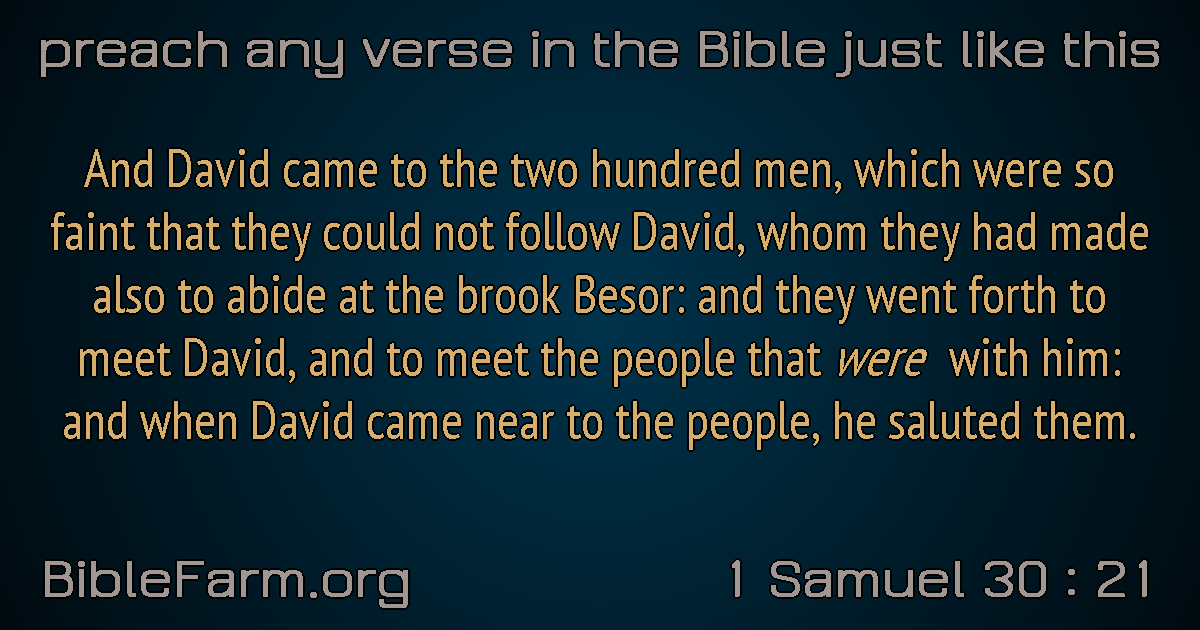 preach any verse in the Bible just like this
And David came to the two hundred men, which were so
faint that they could not follow David, whom they had made
also to abide at the brook Besor: and they went forth to
meet David, and to meet the people that were with him:
and when David came near to the people, he saluted them.
BibleFarm.org
1 Samuel 30 : 21